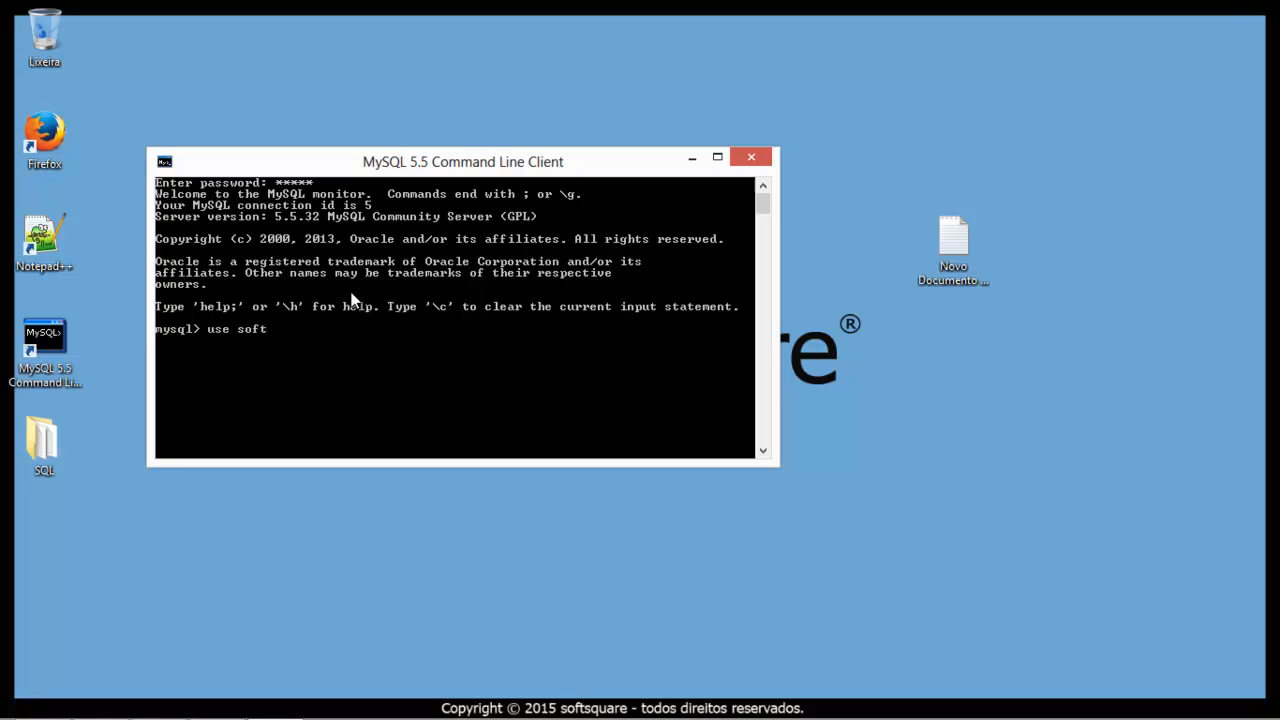 Lixeira
Firefox
Notepad++
MySQL>
MySQL 5.5
Command Li...
SQL
MySQL 5.5 Command Line Client
Enter password: *****
Welcome to the MySQL monitor.  Commands end with ; or \g.
Your MySQL connection id is 5
Server version: 5.5.32 MySQL Community Server (GPL)
Copyright (c) 2000, 2013, Oracle and/or its affiliates. All rights reserved.
Oracle is a registered trademark of Oracle Corporation and/or its
affiliates. Other names may be trademarks of their respective
owners.
Type 'help;' or '\h' for help. Type '\c' to clear the current input statement.
mysql> use soft
Novo
Documento ...
re®
Copyright © 2015 softsquare - todos direitos reservados.